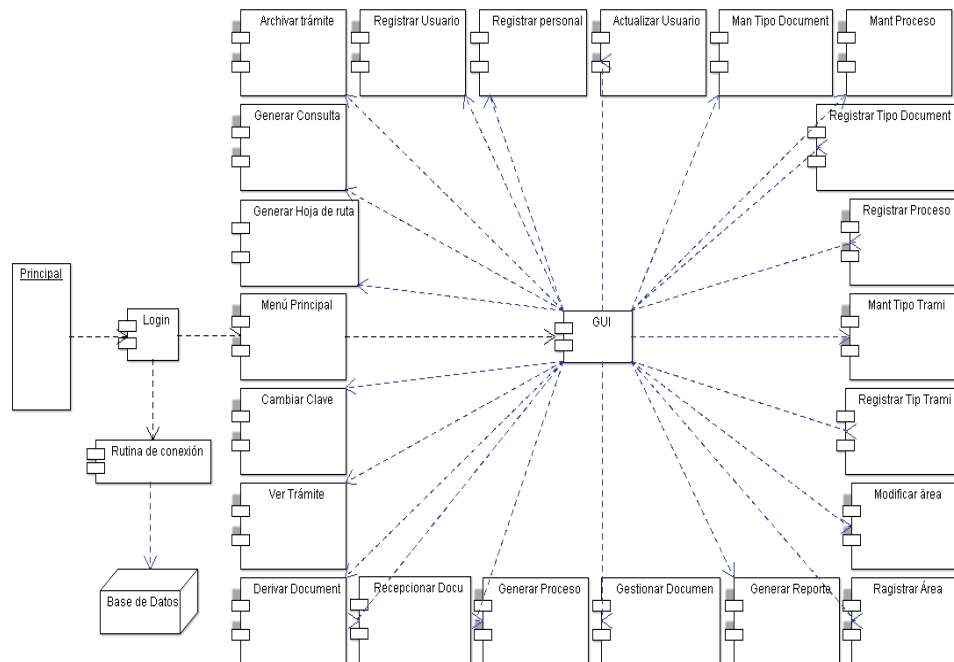 Archivar trámite
Registrar Usuario
Registrar personal
Actualizar Usuario
Man Tipo Document
Mant Proceso
Generar Consulta
Registrar Tipo Document
Generar Hoja de ruta
Registrar Proceso
Principal
Login
Menú Principal
GUI
Mant Tipo Trami
Cambiar Clave
Registrar Tip Trami
Rutina de conexión
Ver Trámite
Modificar área
Base de Datos
Derivar Document
Recepcionar Docu
Generar Proceso
Gestionar Documen
Generar Reporte
Ragistrar Área